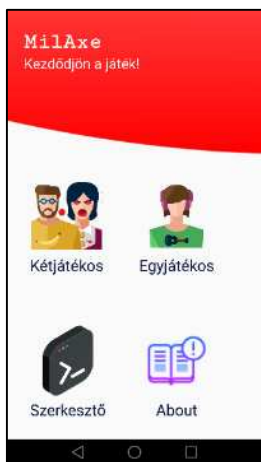 MilAxe
Kezdődjön a játék!
Kétjátékos
Egyjátékos
Szerkesztő
About